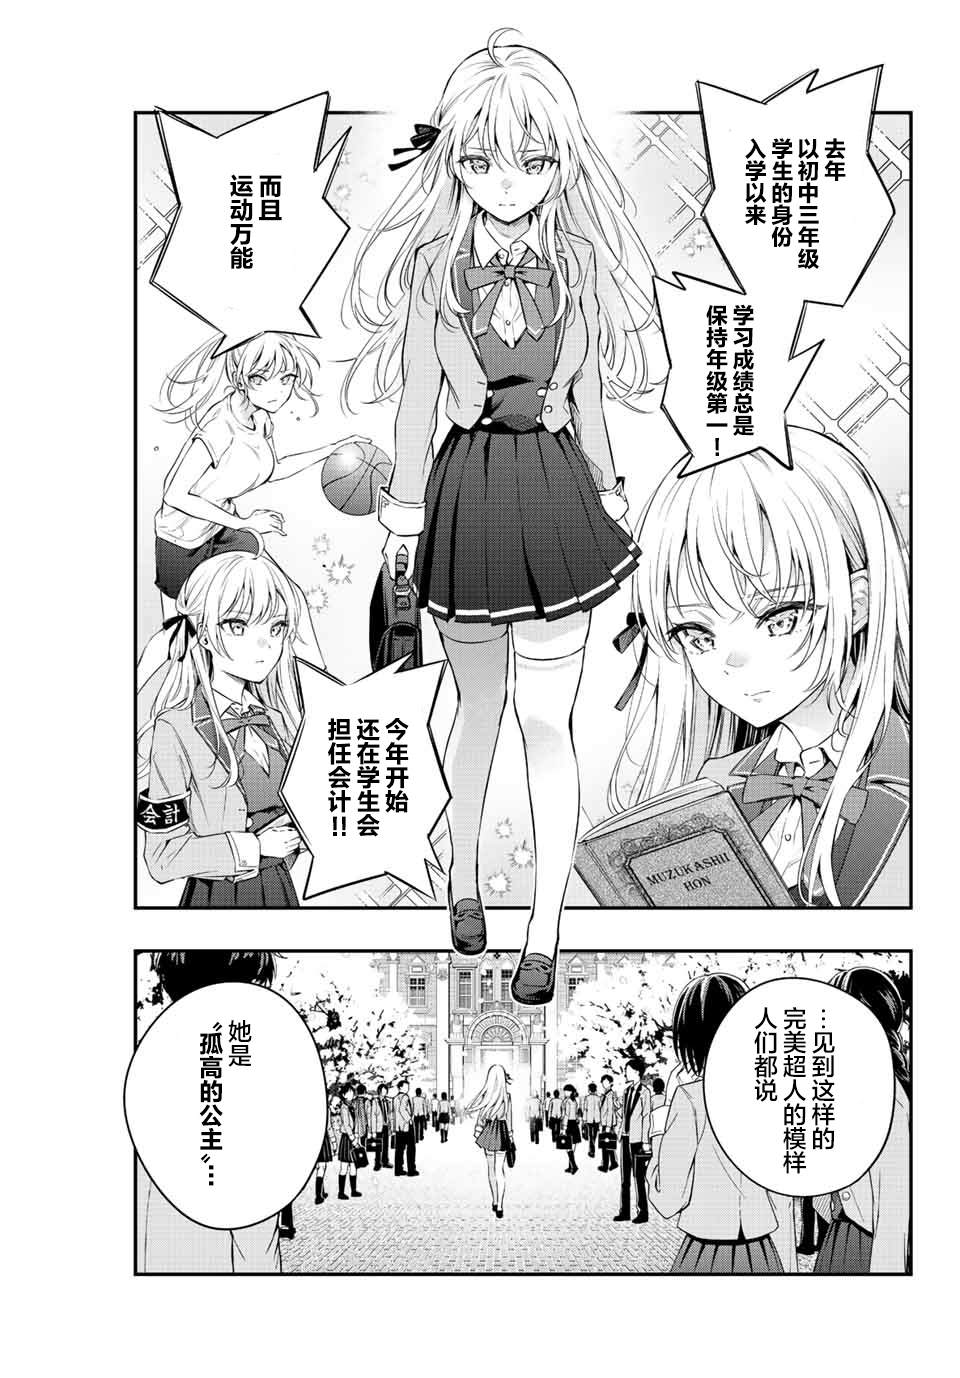 去年
以初中三年级
学生的身份
入学以来
学习成绩总是
保持年级第一！
而且
运动万能
今年开始
还在学生会
担任会计!!
会計
MUZUKASHII
HON
…见到这样的
完美超人的模样
人们都说
她是
〝孤高的公主〟…